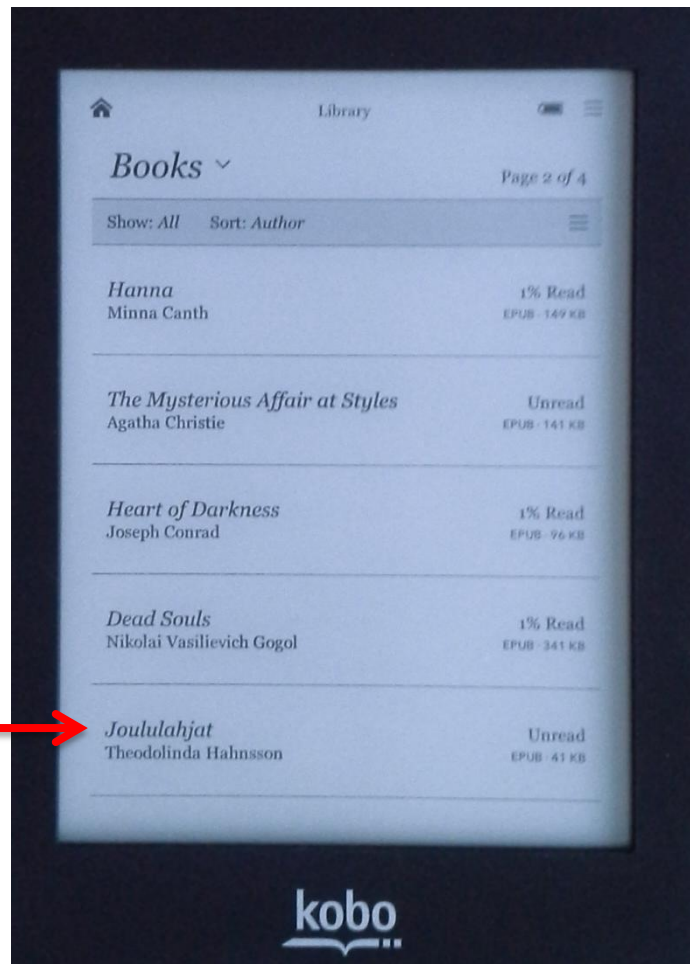 Library
Books
Page 2 of 4
Show: All Sort: Author
Hanna
1% Read
Minna Canth
EPUB · 149 KB
The Mysterious Affair at Styles
Unread
Agatha Christie
EPUB · 141 KB
Heart of Darkness
1% Read
Joseph Conrad
EPUB · 96 KB
Dead Souls
1% Read
Nikolai Vasilievich Gogol
EPUB · 341 KB
Joululahjat
Unread
Theodolinda Hahnsson
EPUB · 41 KB
kobo